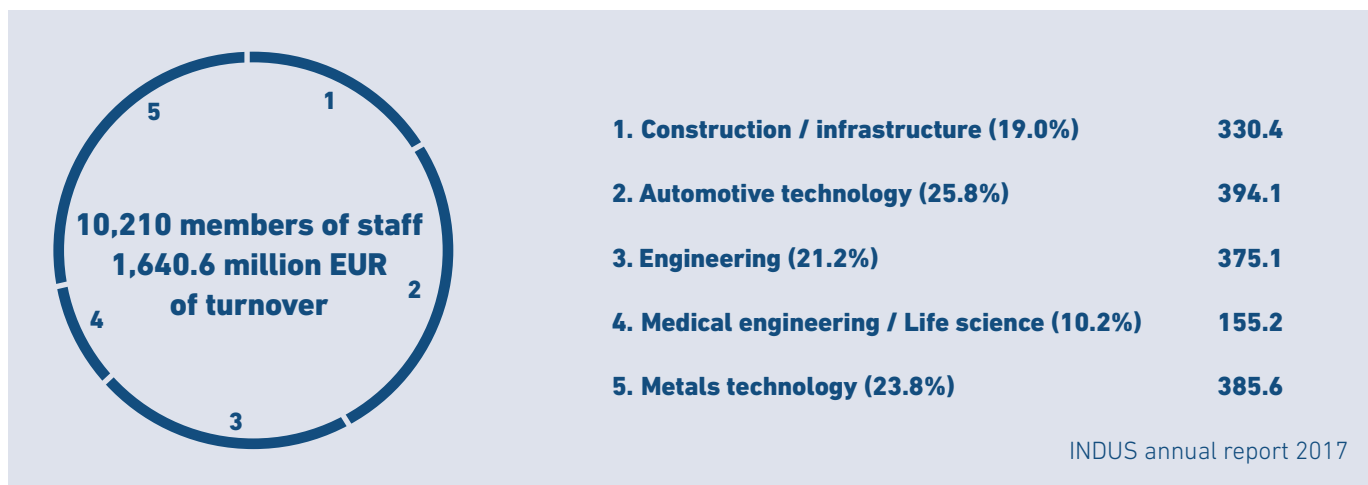 1
2
3
4
5
10,210 members of staff
1,640.6 million EUR
of turnover
1. Construction / infrastructure (19.0%) 330.4
2. Automotive technology (25.8%) 394.1
3. Engineering (21.2%) 375.1
4. Medical engineering / Life science (10.2%) 155.2
5. Metals technology (23.8%) 385.6
INDUS annual report 2017